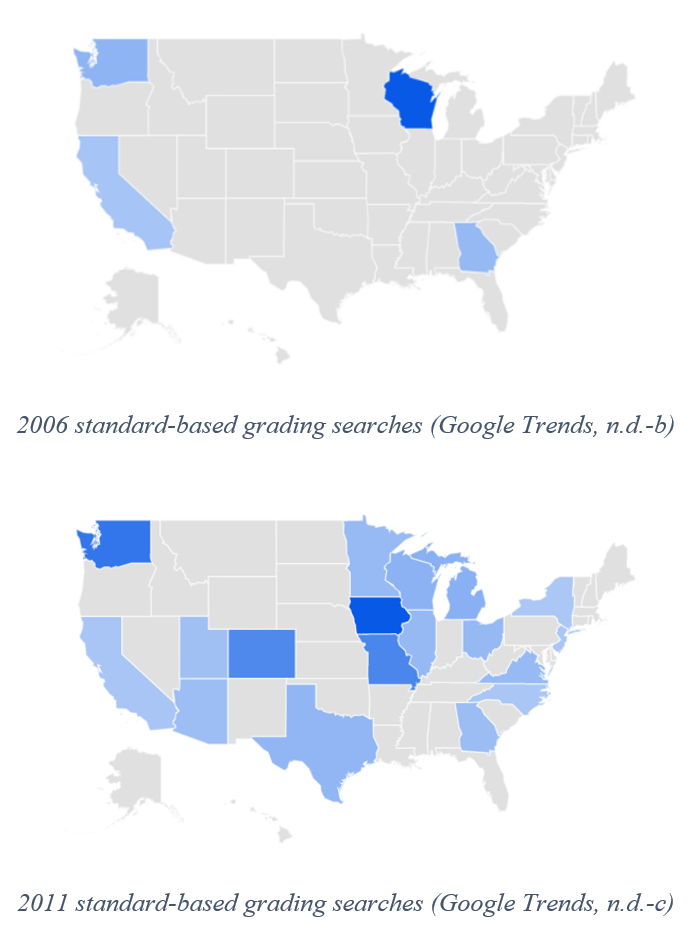 2006 standard-based grading searches (Google Trends, n.d.-b)
2011 standard-based grading searches (Google Trends, n.d.-c)